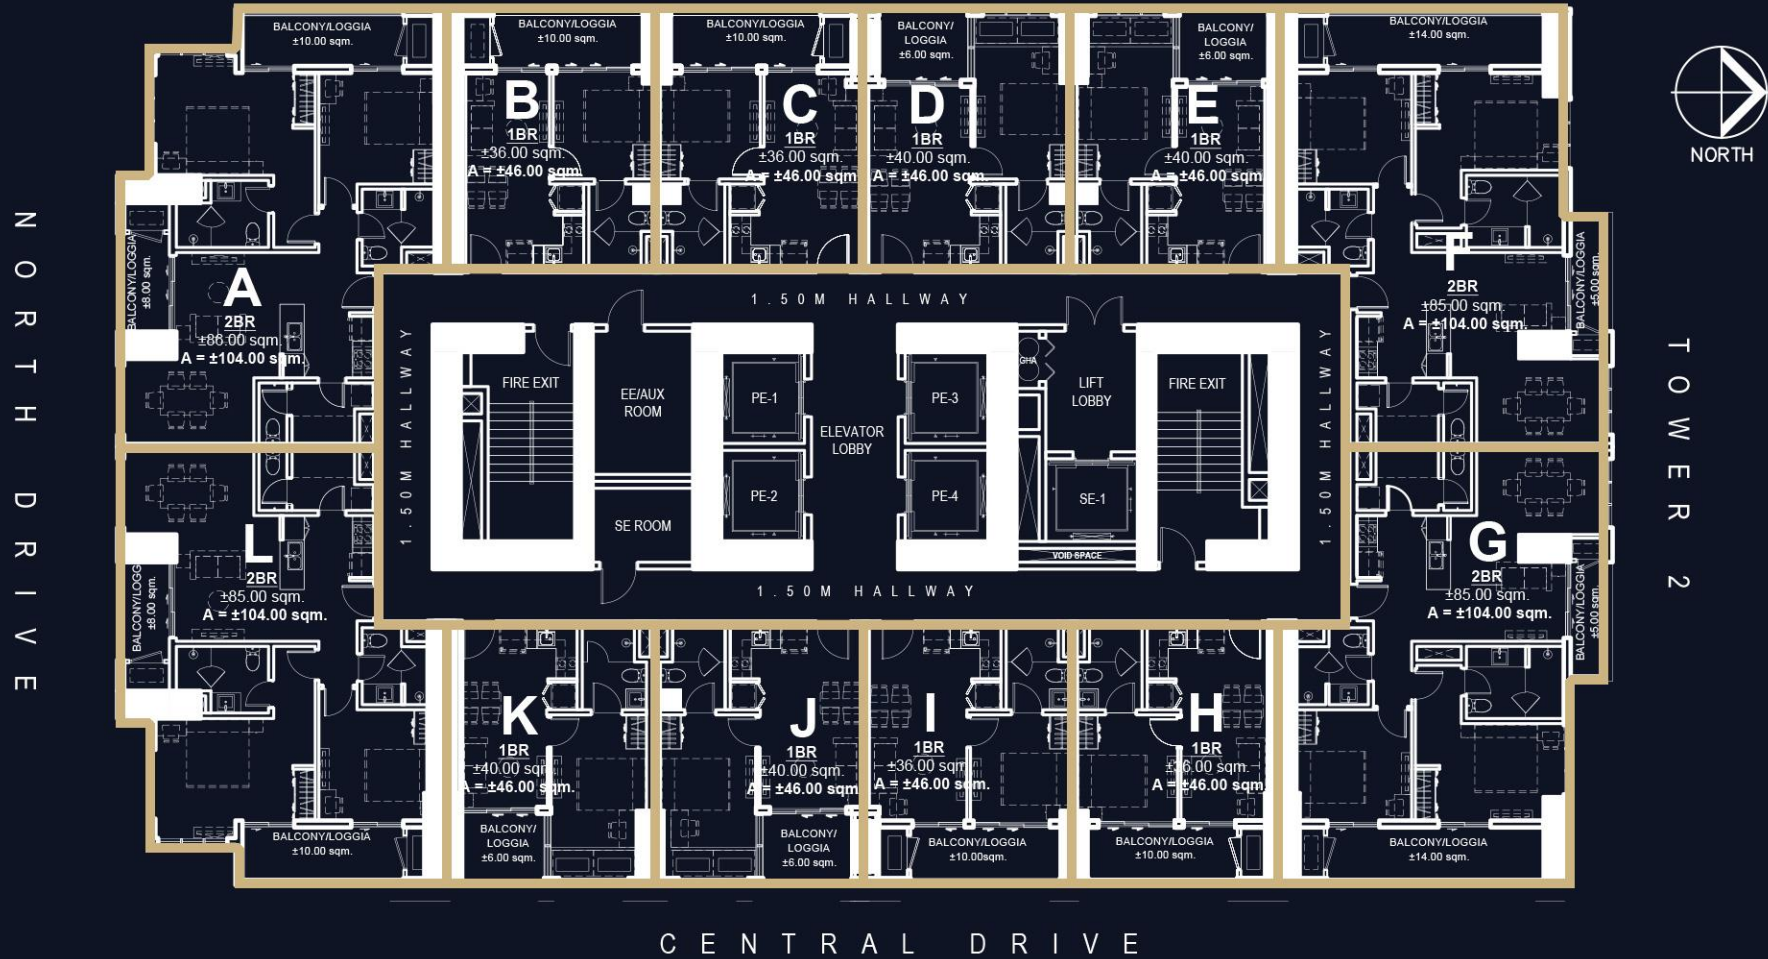 BALCONY/LOGGIA
±10.00 sqm.
BALCONY/LOGGIA
±10.00 sqm.
BALCONY/LOGGIA
±10.00 sqm.
BALCONY/
LOGGIA
±6.00 sqm.
BALCONY/
LOGGIA
±6.00 sqm.
BALCONY/LOGGIA
±14.00 sqm.
NORTH
B
1BR
±36.00 sqm.
A = ±46.00 sqm.
C
1BR
±36.00 sqm.
A = ±46.00 sqm.
D
1BR
±40.00 sqm.
A = ±46.00 sqm.
E
1BR
±40.00 sqm.
A = ±46.00 sqm.
NORTH DRIVE
BALCONY/LOGGIA
±8.00 sqm.
A
2BR
±86.00 sqm.
A = ±104.00 sqm.
F
2BR
±85.00 sqm.
A = ±104.00 sqm.
BALCONY/LOGGIA
±5.00 sqm.
TOWER 2
1.50M HALLWAY
1.50M HALLWAY
FIRE EXIT
EE/AUX
ROOM
PE-1
ELEVATOR
LOBBY
PE-3
GHA
LIFT
LOBBY
FIRE EXIT
1.50M HALLWAY
PE-2
PE-4
SE-1
SE ROOM
VOID SPACE
1.50M HALLWAY
BALCONY/LOGGIA
±8.00 sqm.
L
2BR
±85.00 sqm.
A = ±104.00 sqm.
G
2BR
±85.00 sqm.
A = ±104.00 sqm.
BALCONY/LOGGIA
±5.00 sqm.
K
1BR
±40.00 sqm.
A = ±46.00 sqm.
J
1BR
±40.00 sqm.
A = ±46.00 sqm.
I
1BR
±36.00 sqm.
A = ±46.00 sqm.
H
1BR
±36.00 sqm.
A = ±46.00 sqm.
BALCONY/LOGGIA
±10.00 sqm.
BALCONY/
LOGGIA
±6.00 sqm.
BALCONY/
LOGGIA
±6.00 sqm.
BALCONY/LOGGIA
±10.00sqm.
BALCONY/LOGGIA
±10.00 sqm.
BALCONY/LOGGIA
±14.00 sqm.
CENTRAL DRIVE